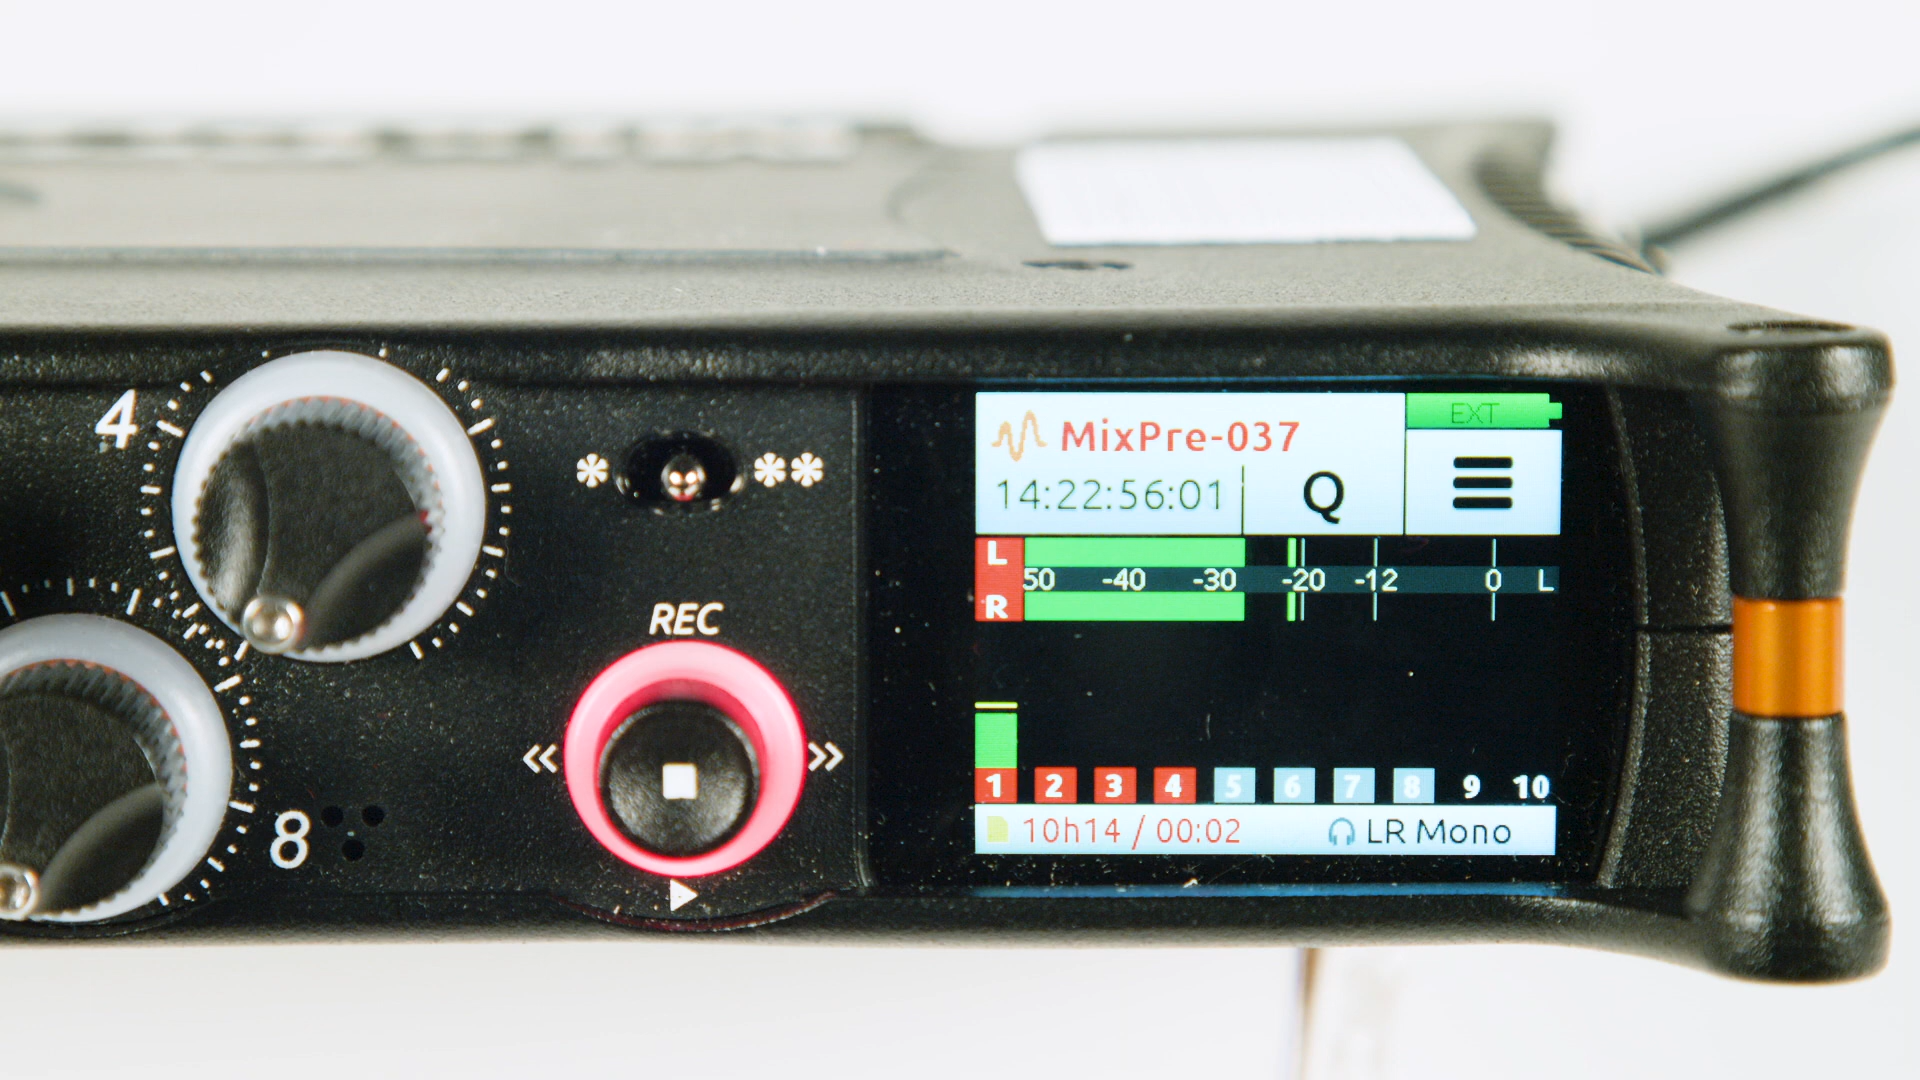 4
* **
REC
8
MixPre-037
EXT
14:22:56:01
Q
L
50 -40 -30 -20 -12 0 L
R
1 2 3 4 5 6 7 8 9 10
10h14 / 00:02
LR Mono